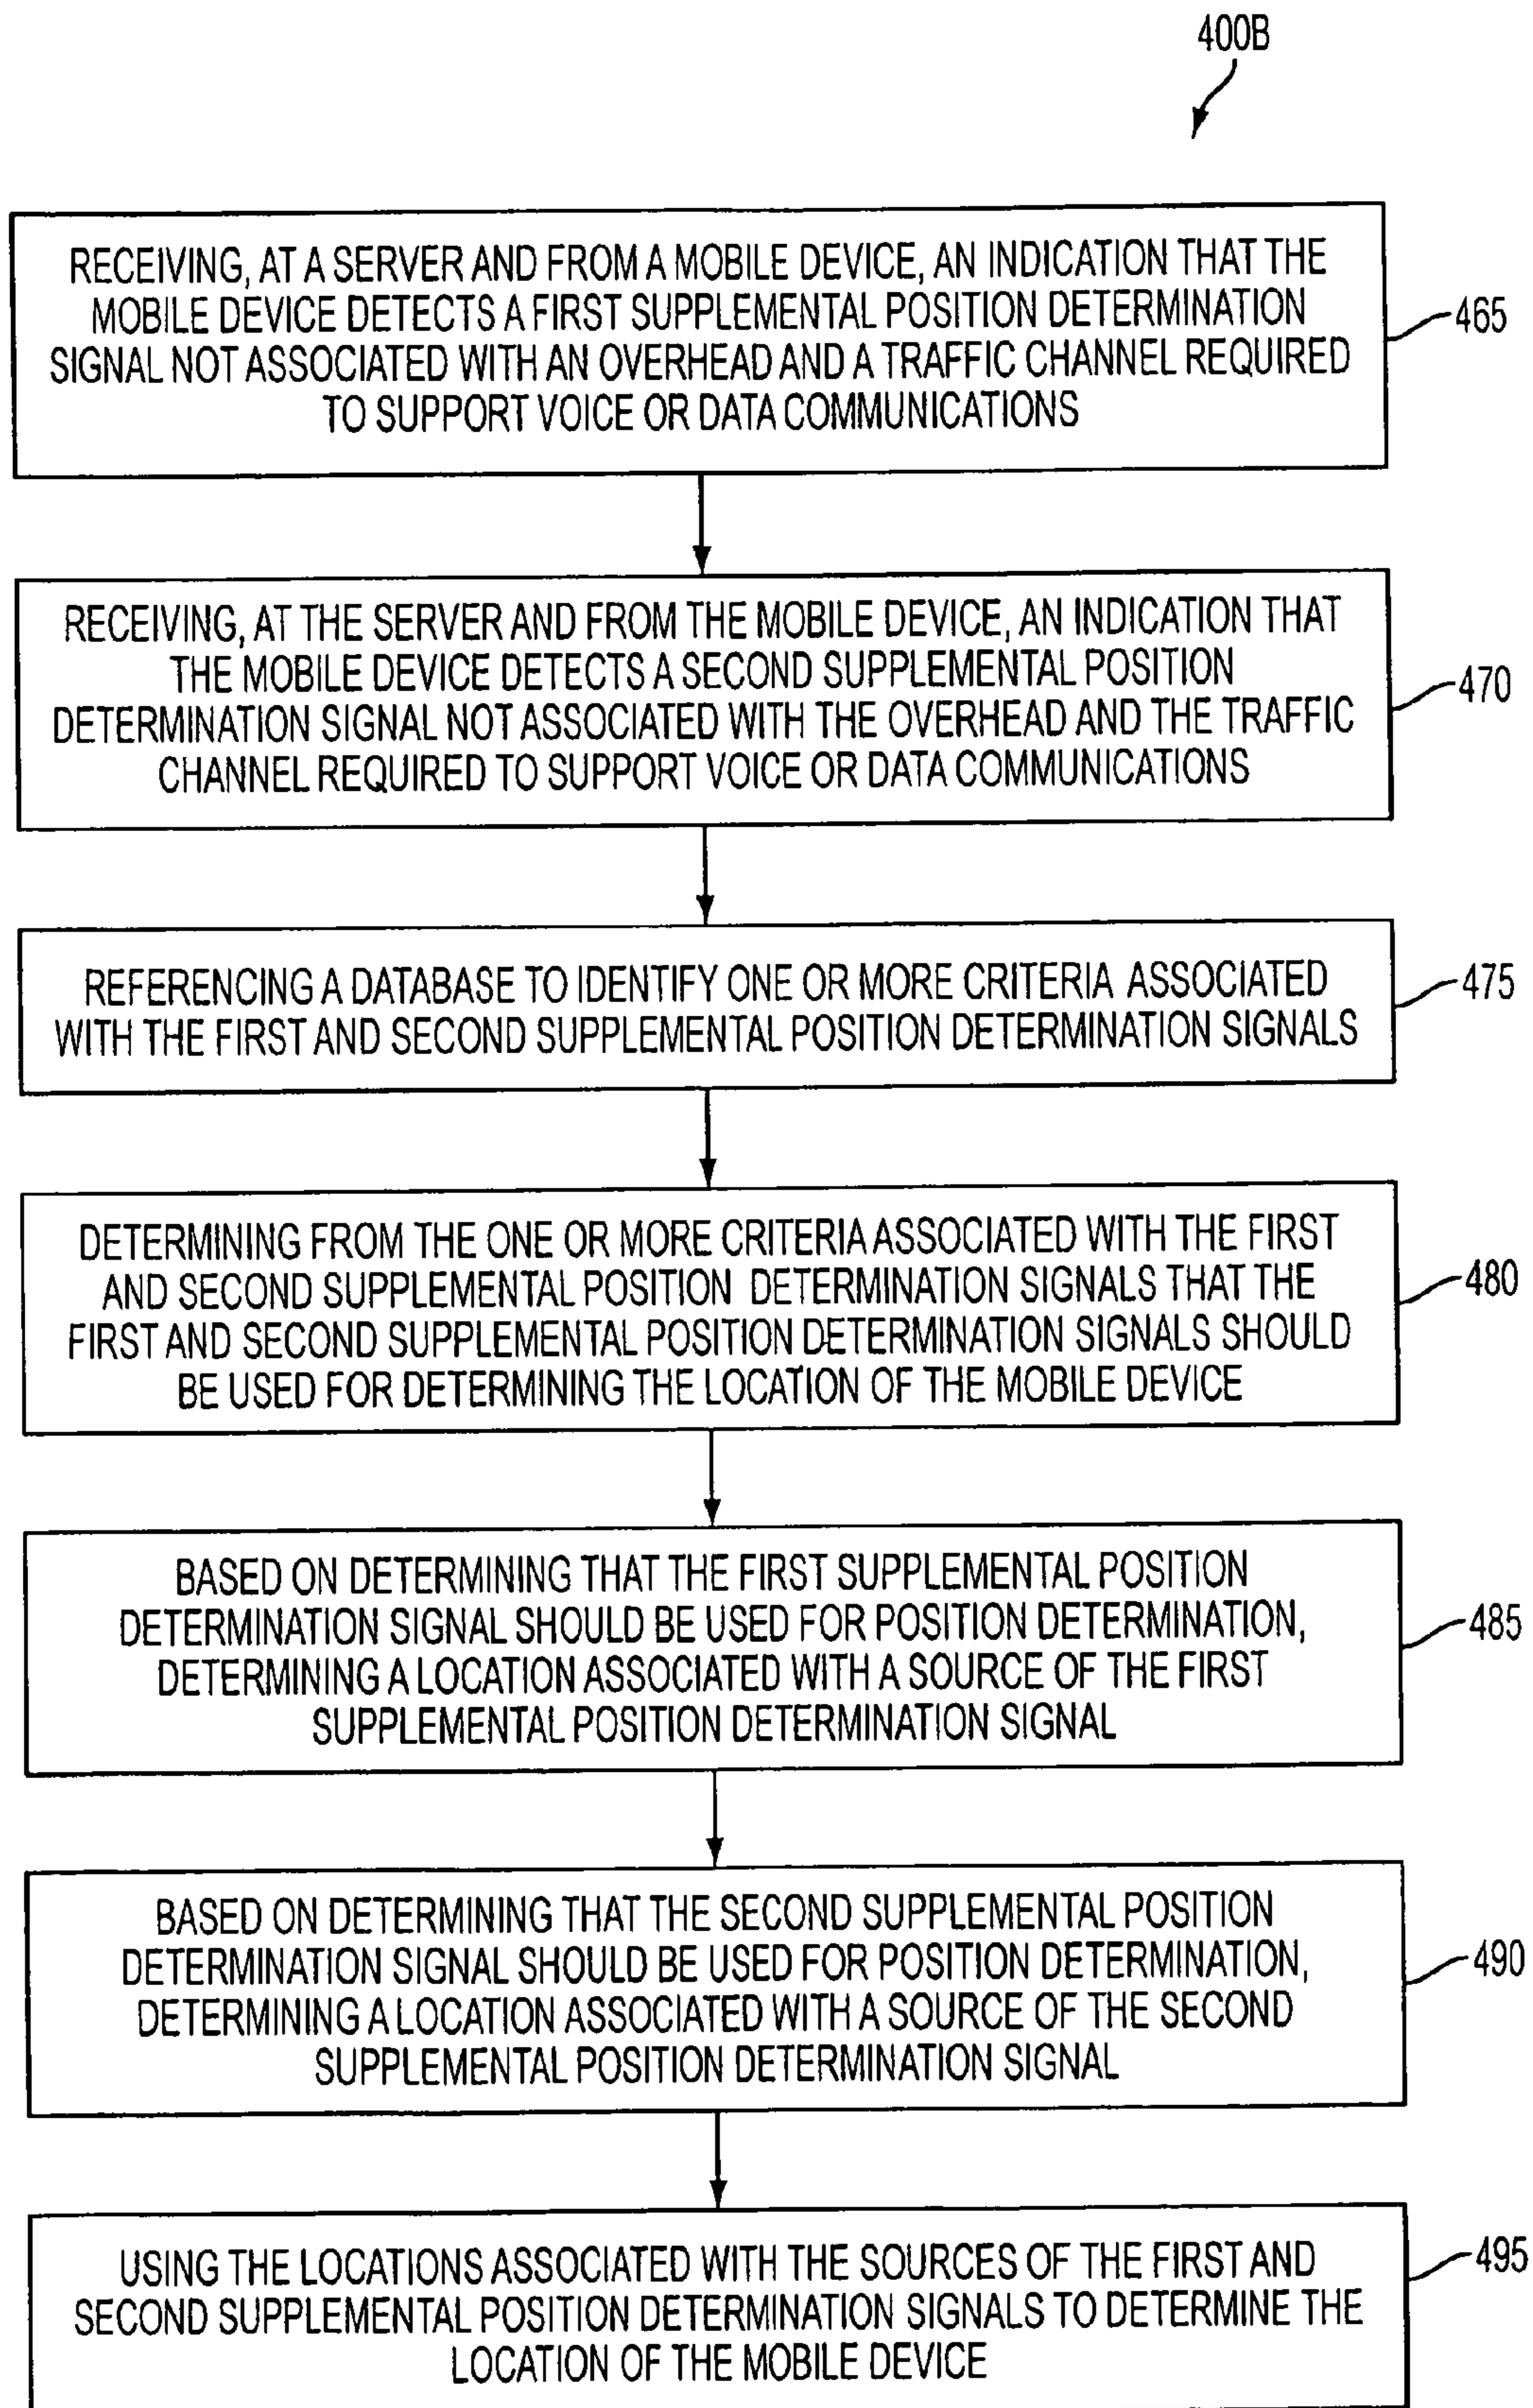 400B
RECEIVING, AT A SERVER AND FROM A MOBILE DEVICE, AN INDICATION THAT THE
MOBILE DEVICE DETECTS A FIRST SUPPLEMENTAL POSITION DETERMINATION
SIGNAL NOT ASSOCIATED WITH AN OVERHEAD AND A TRAFFIC CHANNEL REQUIRED
TO SUPPORT VOICE OR DATA COMMUNICATIONS
465
RECEIVING, AT THE SERVER AND FROM THE MOBILE DEVICE, AN INDICATION THAT
THE MOBILE DEVICE DETECTS A SECOND SUPPLEMENTAL POSITION
DETERMINATION SIGNAL NOT ASSOCIATED WITH THE OVERHEAD AND THE TRAFFIC
CHANNEL REQUIRED TO SUPPORT VOICE OR DATA COMMUNICATIONS
470
REFERENCING A DATABASE TO IDENTIFY ONE OR MORE CRITERIA ASSOCIATED
WITH THE FIRST AND SECOND SUPPLEMENTAL POSITION DETERMINATION SIGNALS
475
DETERMINING FROM THE ONE OR MORE CRITERIA ASSOCIATED WITH THE FIRST
AND SECOND SUPPLEMENTAL POSITION DETERMINATION SIGNALS THAT THE
FIRST AND SECOND SUPPLEMENTAL POSITION DETERMINATION SIGNALS SHOULD
BE USED FOR DETERMINING THE LOCATION OF THE MOBILE DEVICE
480
BASED ON DETERMINING THAT THE FIRST SUPPLEMENTAL POSITION
DETERMINATION SIGNAL SHOULD BE USED FOR POSITION DETERMINATION,
DETERMINING A LOCATION ASSOCIATED WITH A SOURCE OF THE FIRST
SUPPLEMENTAL POSITION DETERMINATION SIGNAL
485
BASED ON DETERMINING THAT THE SECOND SUPPLEMENTAL POSITION
DETERMINATION SIGNAL SHOULD BE USED FOR POSITION DETERMINATION,
DETERMINING A LOCATION ASSOCIATED WITH A SOURCE OF THE SECOND
SUPPLEMENTAL POSITION DETERMINATION SIGNAL
490
USING THE LOCATIONS ASSOCIATED WITH THE SOURCES OF THE FIRST AND
SECOND SUPPLEMENTAL POSITION DETERMINATION SIGNALS TO DETERMINE THE
LOCATION OF THE MOBILE DEVICE
495